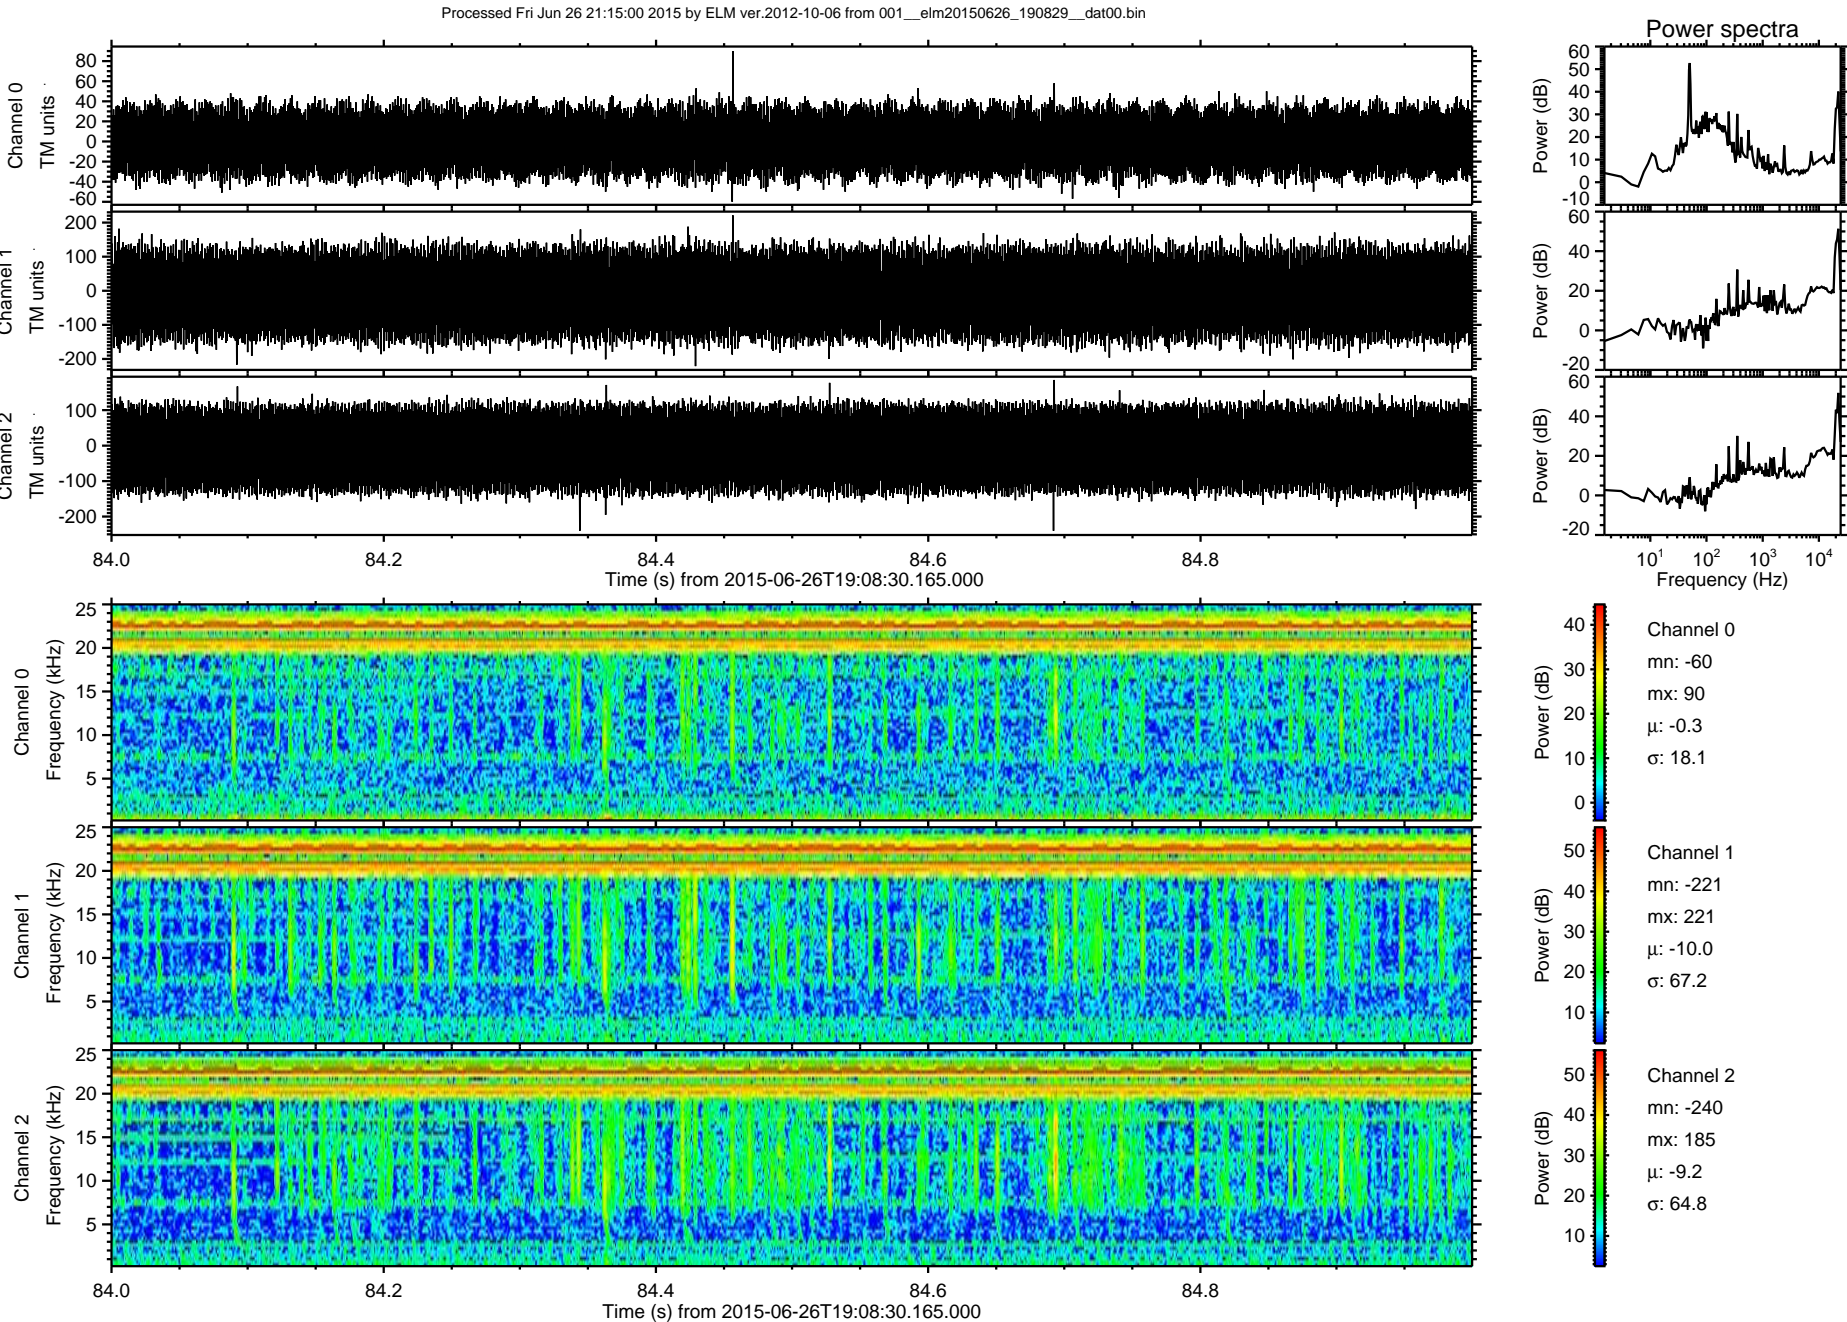 Processed Fri Jun 26 21:15:00 2015 by ELM ver.2012-10-06 from 001__elm20150626_190829__dat00.bin
Power spectra
Channel 0
TM units
80
60
40
20
0
-20
-40
-60
Power (dB)
60
50
40
30
20
10
0
-10
Channel 1
TM units
200
100
0
-100
-200
Power (dB)
60
40
20
0
-20
Channel 2
TM units
100
0
-100
-200
Power (dB)
60
40
20
0
-20
84.0 84.2 84.4 84.6 84.8
Time (s) from 2015-06-26T19:08:30.165.000
10¹ 10² 10³ 10⁴
Frequency (Hz)
Channel 0
Frequency (kHz)
25
20
15
10
5
Power (dB)
40
30
20
10
0
Channel 0
mn: -60
mx: 90
μ: -0.3
σ: 18.1
Channel 1
Frequency (kHz)
25
20
15
10
5
Power (dB)
50
40
30
20
10
Channel 1
mn: -221
mx: 221
μ: -10.0
σ: 67.2
Channel 2
Frequency (kHz)
25
20
15
10
5
Power (dB)
50
40
30
20
10
Channel 2
mn: -240
mx: 185
μ: -9.2
σ: 64.8
84.0 84.2 84.4 84.6 84.8
Time (s) from 2015-06-26T19:08:30.165.000